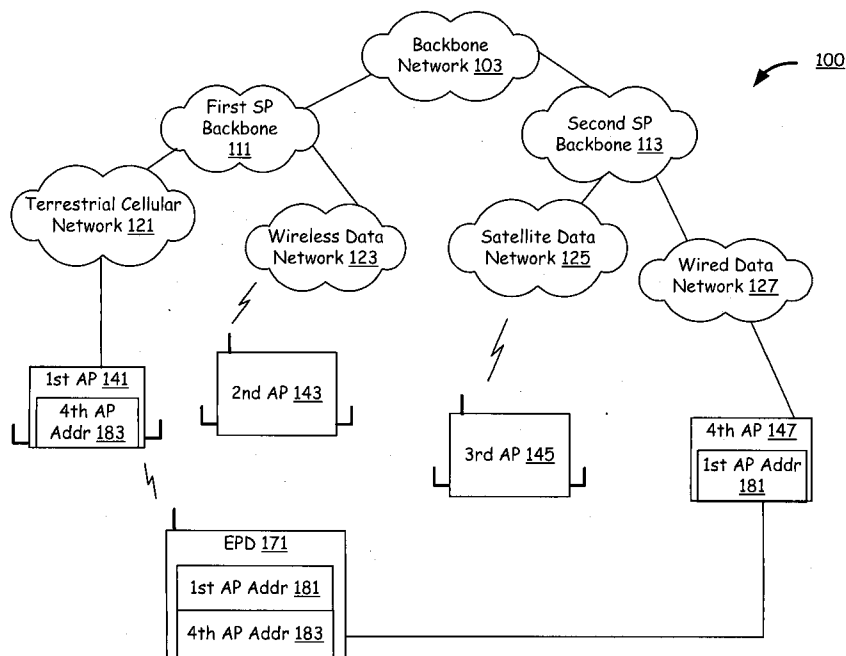 Backbone
Network 103
100
First SP
Backbone
111
Second SP
Backbone 113
Terrestrial Cellular
Network 121
Wireless Data
Network 123
Satellite Data
Network 125
Wired Data
Network 127
1st AP 141
4th AP
Addr 183
2nd AP 143
3rd AP 145
4th AP 147
1st AP Addr
181
EPD 171
1st AP Addr 181
4th AP Addr 183